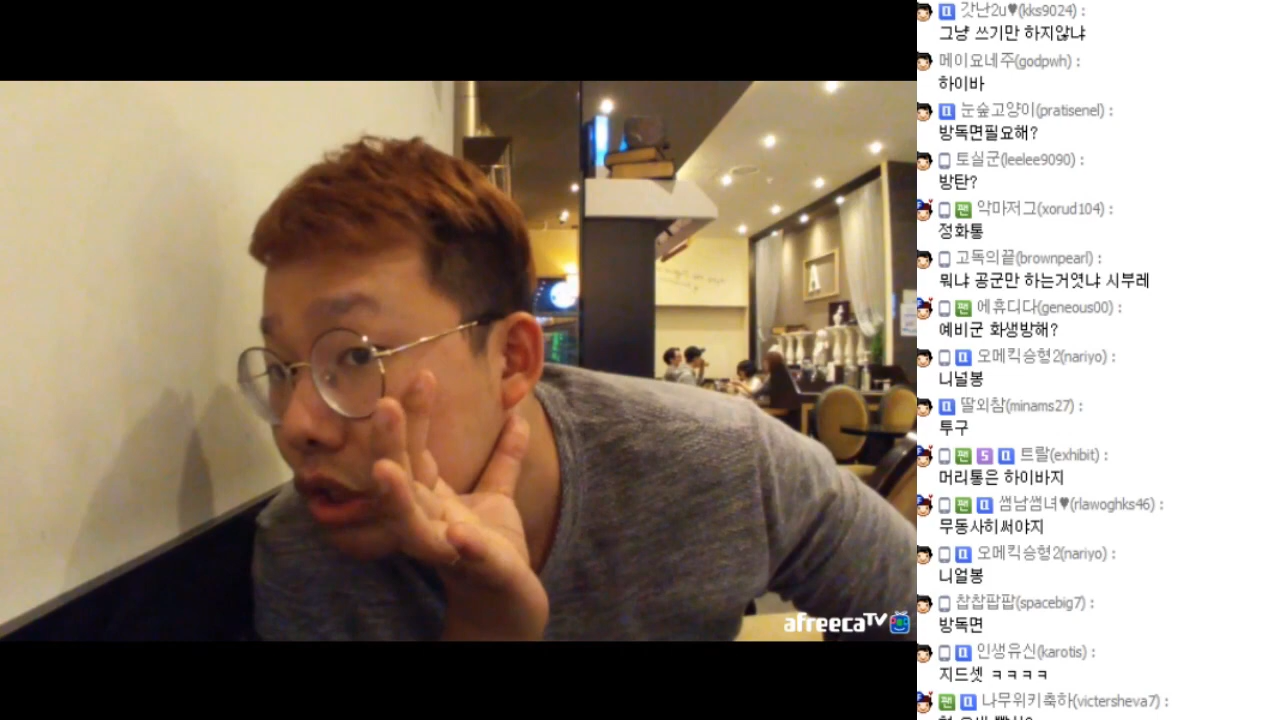 갓난2u♥(kks9024) :
그냥 쓰기만 하지않냐
메이요네주(godpwh) :
하이바
눈숲고양이(pratisenel) :
방독면필요해?
토실군(leelee9090) :
방탄?
팬 악마저그(xorud104) :
정화통
고독의끝(brownpearl) :
뭐냐 공군만 하는거엿냐 시부레
팬 에휴디다(geneous00) :
예비군 화생방해?
오메킥승형2(nariyo) :
니널봉
딸외참(minams27) :
투구
팬 S 트랄(exhibit) :
머리통은 하이바지
팬 썸남썸녀♥(rlawoghks46) :
무동사히써야지
오메킥승형2(nariyo) :
니얼봉
찹찹팝팝(spacebig7) :
방독면
인생유신(karotis) :
지드셋 ㅋㅋㅋㅋ
팬 나무위키축하(victersheva7) :
A
afreecaTV